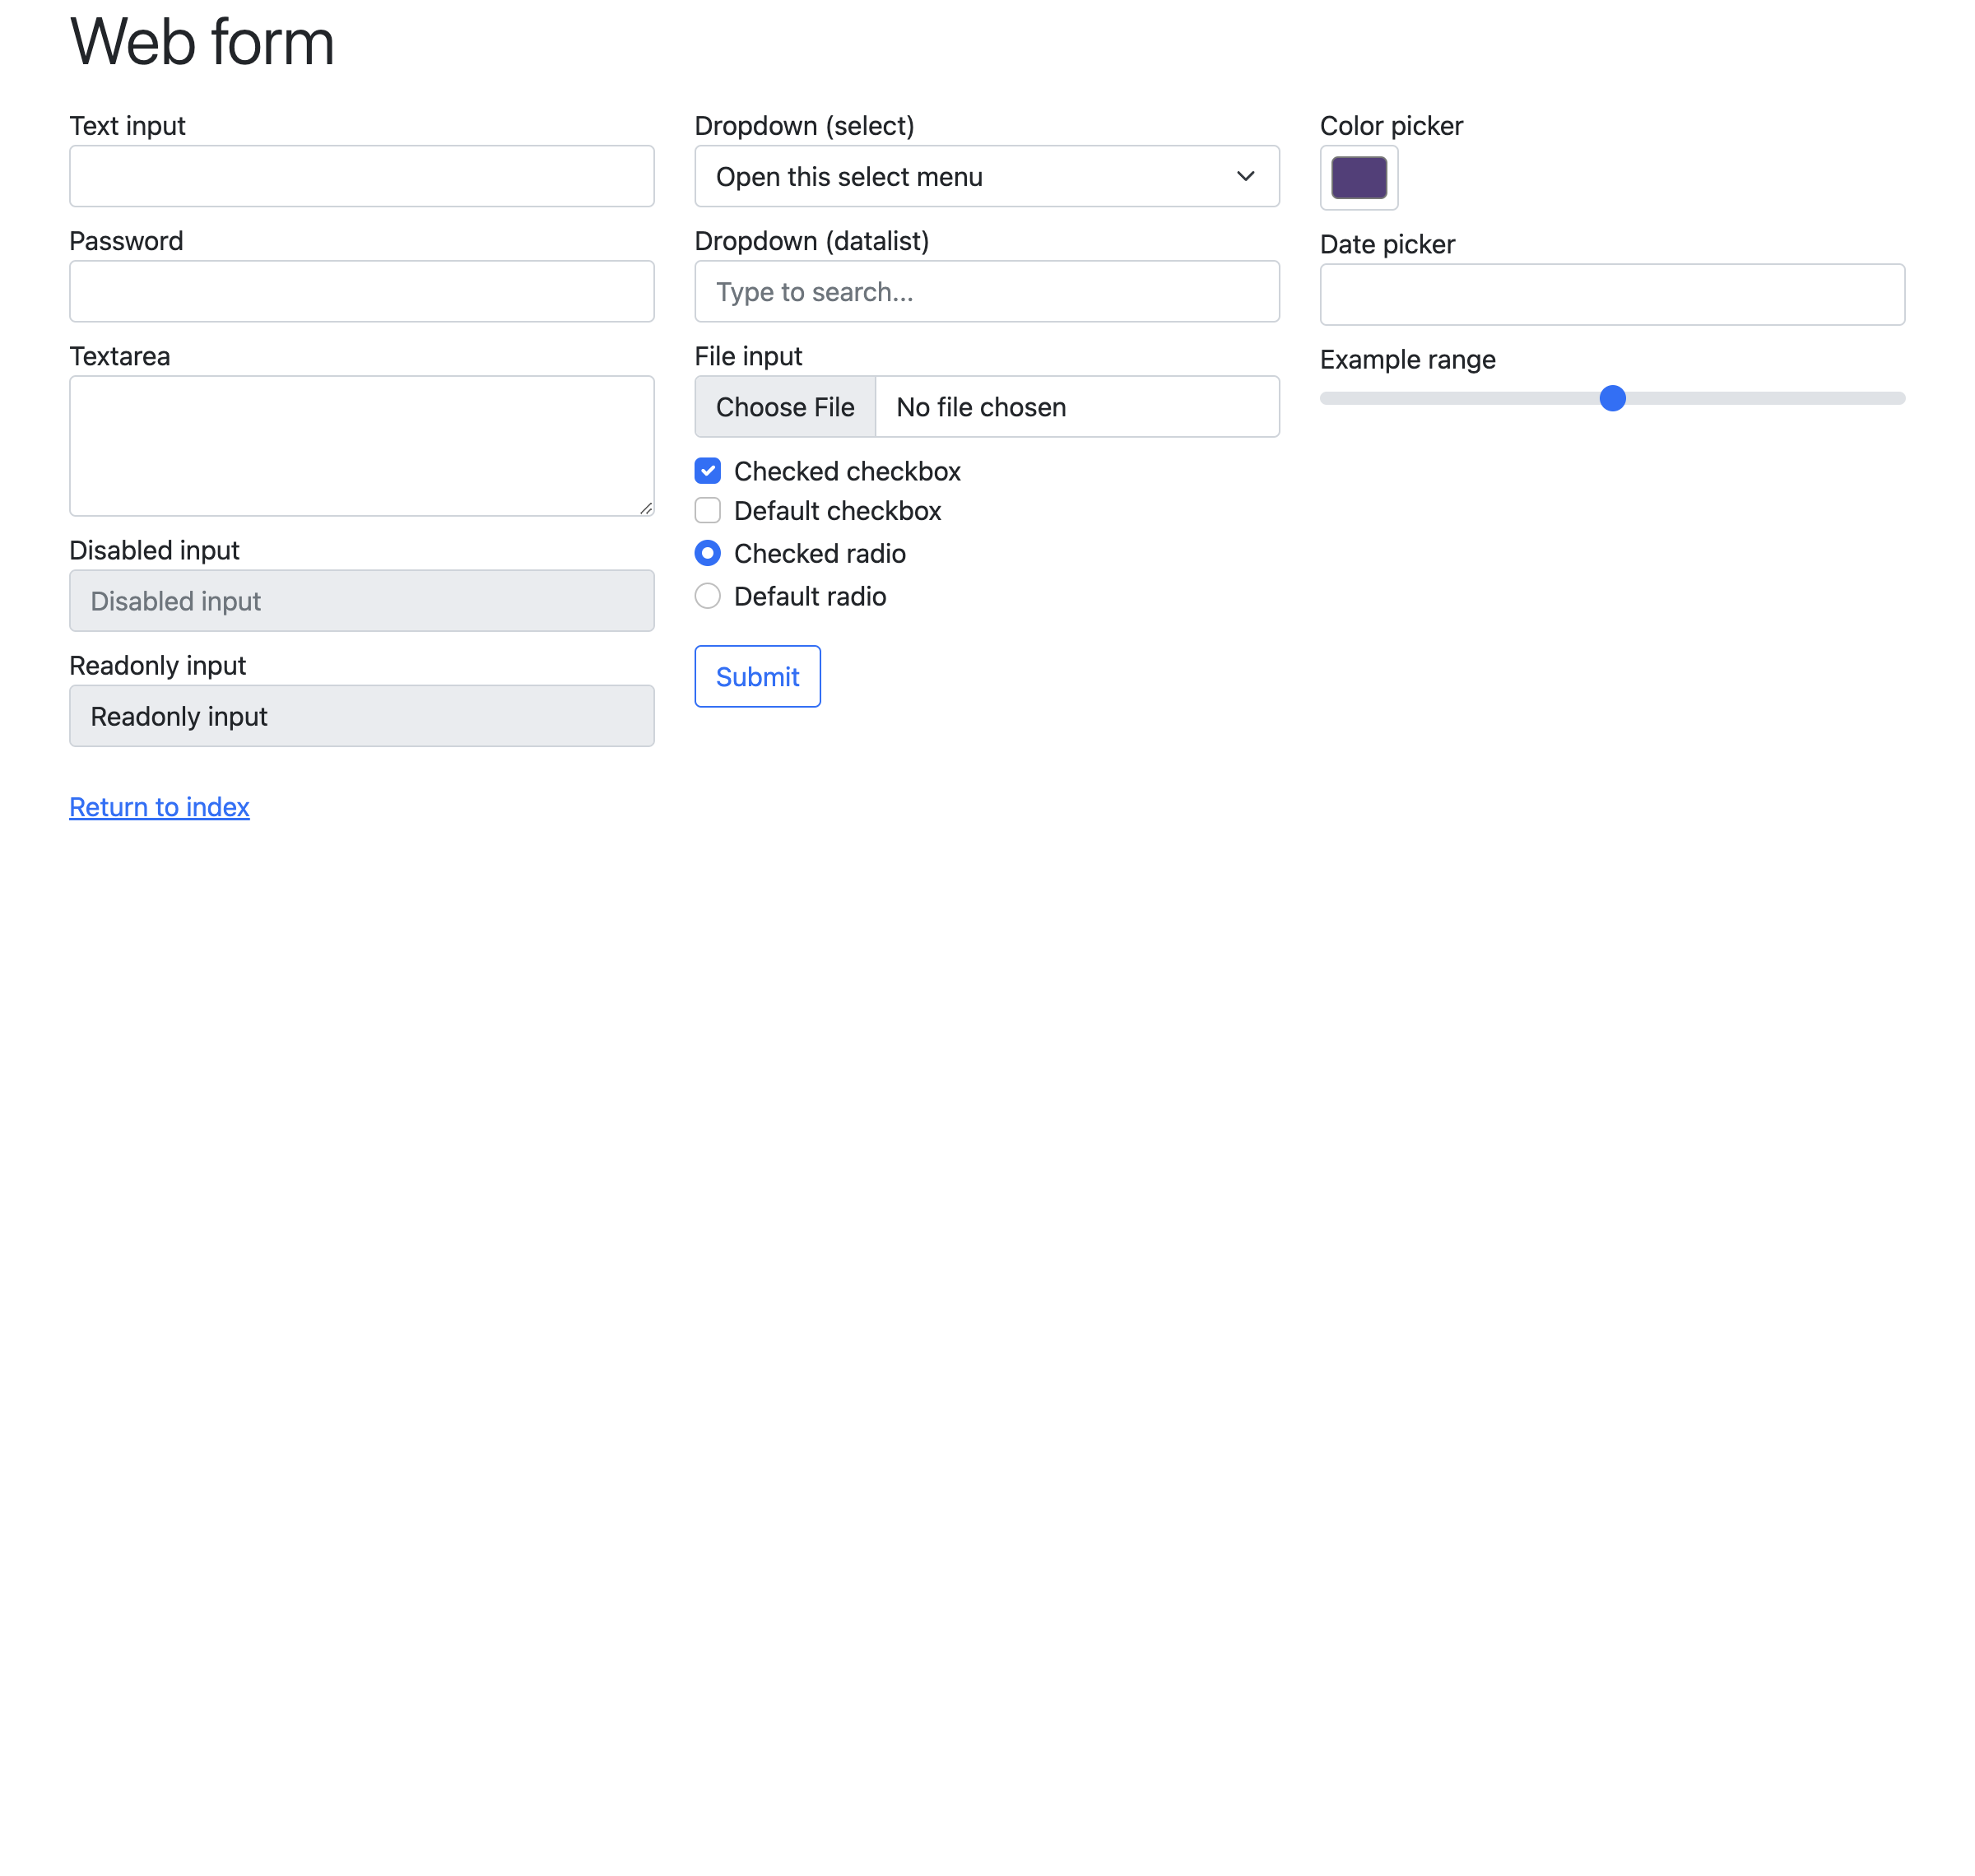 Web form
Text input
Password
Textarea
Disabled input
Disabled input
Readonly input
Readonly input
Return to index
Dropdown (select)
Open this select menu
Dropdown (datalist)
Type to search...
File input
Choose File No file chosen
Checked checkbox
Default checkbox
Checked radio
Default radio
Submit
Color picker
Date picker
Example range